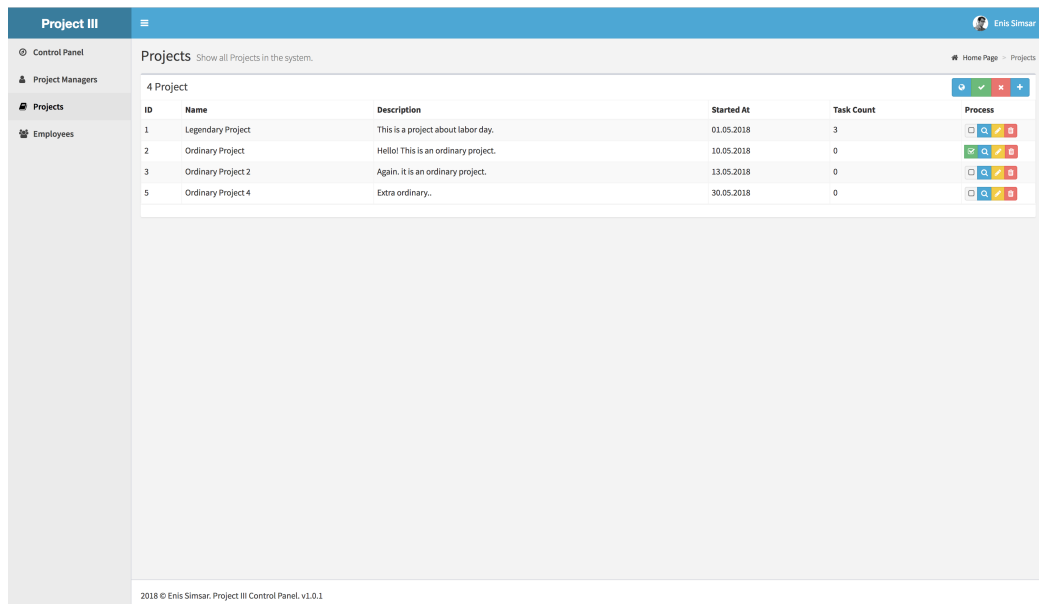 Project III
Enis Simsar
Control Panel
Project Managers
Projects
Employees
Projects Show all Projects in the system.
Home Page > Projects
4 Project
ID Name Description Started At Task Count Process
1 Legendary Project This is a project about labor day. 01.05.2018 3
2 Ordinary Project Hello! This is an ordinary project. 10.05.2018 0
3 Ordinary Project 2 Again. it is an ordinary project. 13.05.2018 0
5 Ordinary Project 4 Extra ordinary.. 30.05.2018 0
2018 © Enis Simsar. Project III Control Panel. v1.0.1